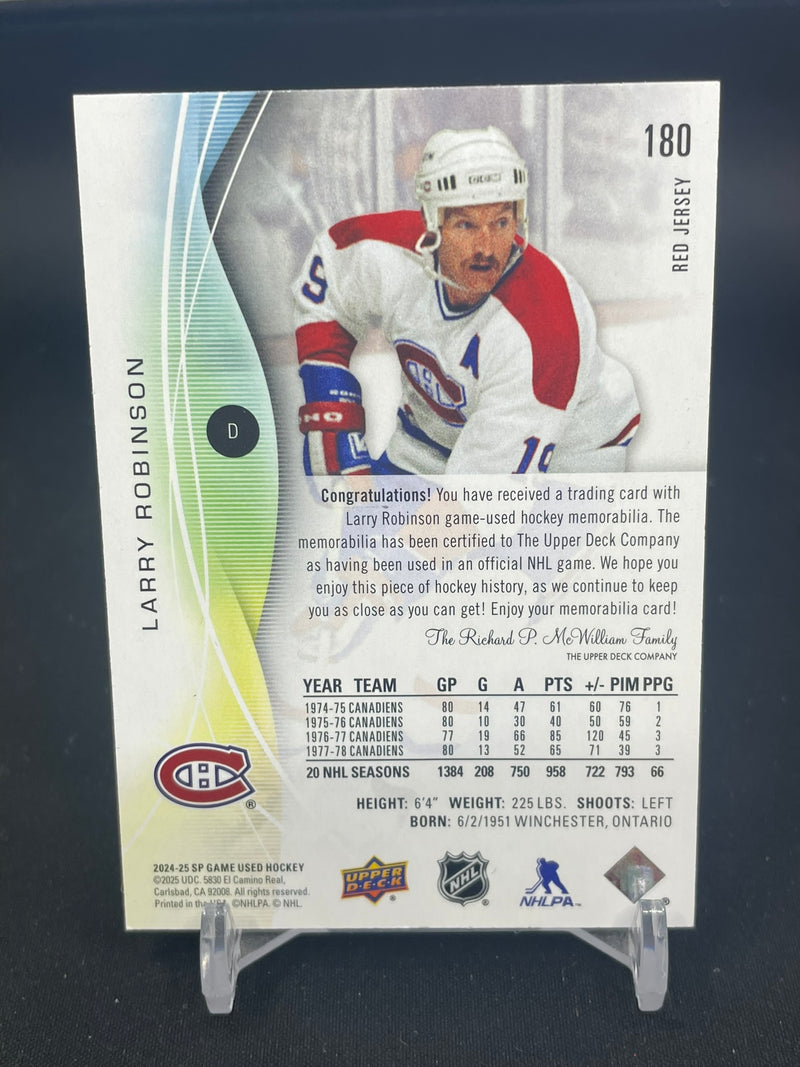 180
RED JERSEY
LARRY ROBINSON
D
CCM
9
A
19
Congratulations! You have received a trading card with
Larry Robinson game-used hockey memorabilia. The
memorabilia has been certified to The Upper Deck Company
as having been used in an official NHL game. We hope you
enjoy this piece of hockey history, as we continue to keep
you as close as you can get! Enjoy your memorabilia card!
The Richard P. McWilliam Family
THE UPPER DECK COMPANY
YEAR TEAM GP G A PTS +/- PIM PPG
1974-75 CANADIENS 80 14 47 61 60 76 1
1975-76 CANADIENS 80 10 30 40 50 59 2
1976-77 CANADIENS 77 19 66 85 120 45 3
1977-78 CANADIENS 80 13 52 65 71 39 3
20 NHL SEASONS 1384 208 750 958 722 793 66
HEIGHT: 6'4" WEIGHT: 225 LBS. SHOOTS: LEFT
BORN: 6/2/1951 WINCHESTER, ONTARIO
2024-25 SP GAME USED HOCKEY
©2025 UDC. 5830 El Camino Real,
Carlsbad, CA 92008. All rights reserved.
Printed in the USA. ©NHLPA. © NHL.
UPPER DECK ®
NHL ®
NHLPA™